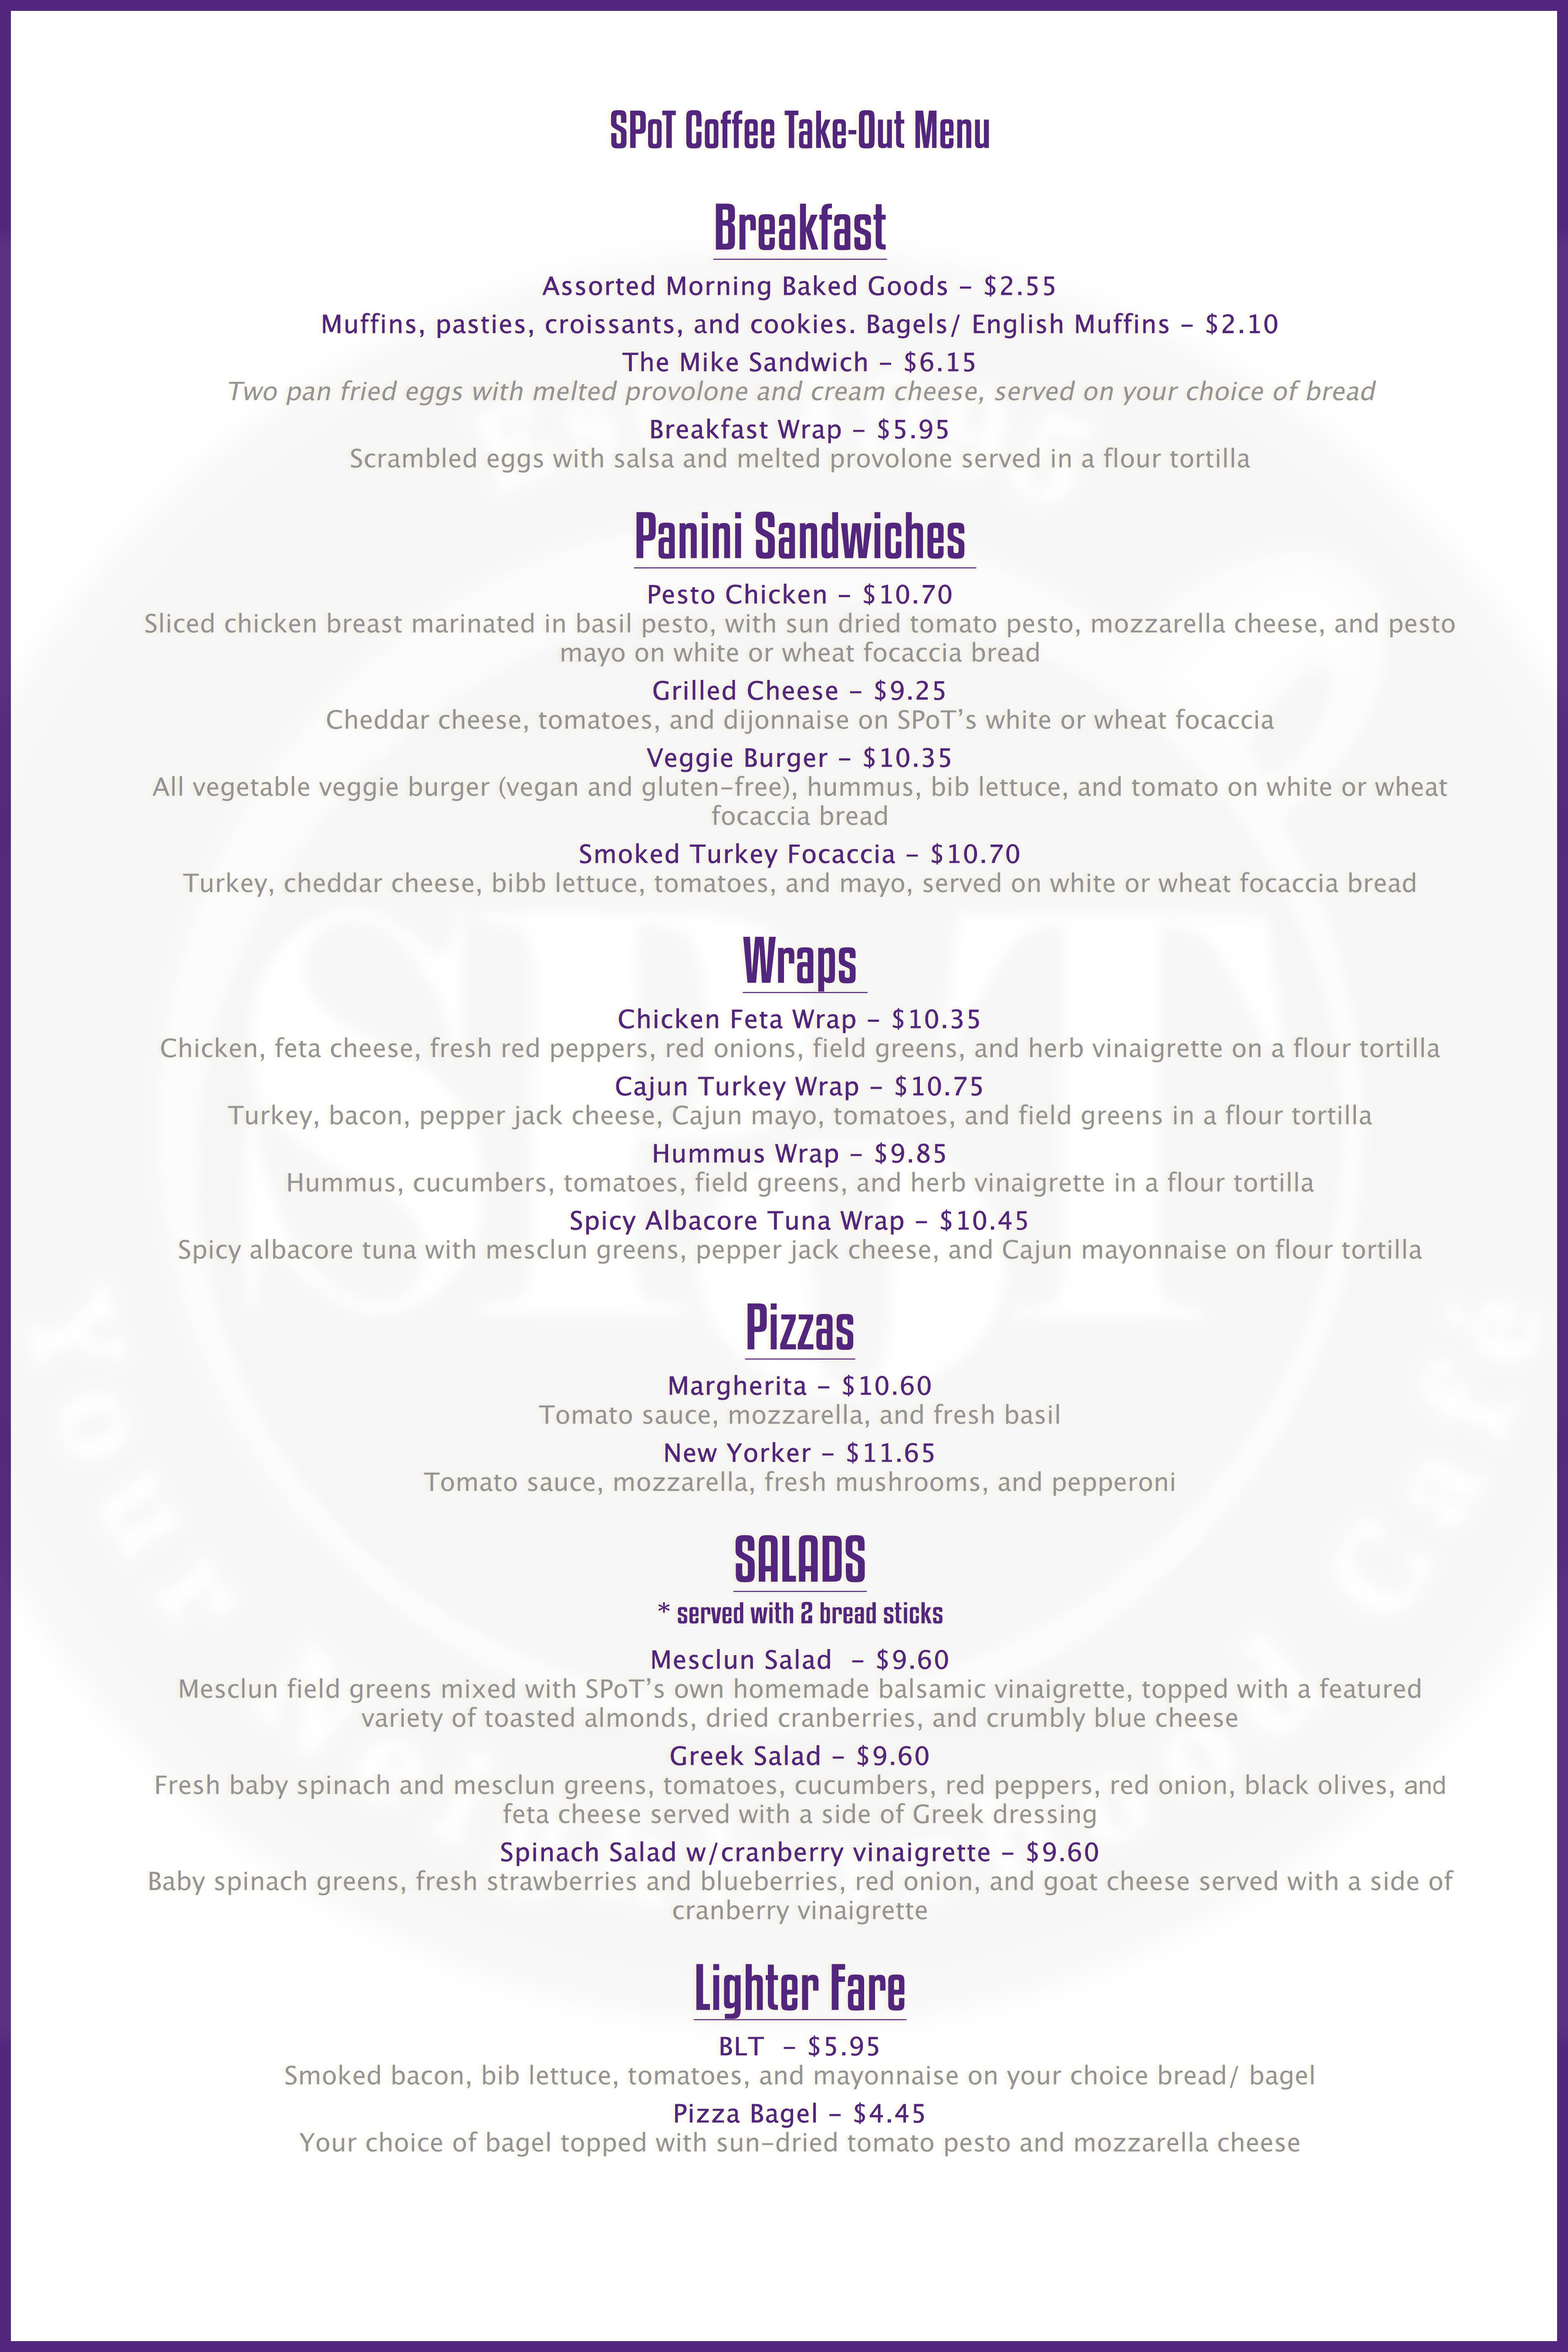 SPoT Coffee Take-Out Menu
Breakfast
Assorted Morning Baked Goods – $2.55
Muffins, pasties, croissants, and cookies. Bagels/ English Muffins – $2.10
The Mike Sandwich – $6.15
Two pan fried eggs with melted provolone and cream cheese, served on your choice of bread
Breakfast Wrap – $5.95
Scrambled eggs with salsa and melted provolone served in a flour tortilla
Panini Sandwiches
Pesto Chicken – $10.70
Sliced chicken breast marinated in basil pesto, with sun dried tomato pesto, mozzarella cheese, and pesto
mayo on white or wheat focaccia bread
Grilled Cheese – $9.25
Cheddar cheese, tomatoes, and dijonnaise on SPoT’s white or wheat focaccia
Veggie Burger – $10.35
All vegetable veggie burger (vegan and gluten–free), hummus, bib lettuce, and tomato on white or wheat
focaccia bread
Smoked Turkey Focaccia – $10.70
Turkey, cheddar cheese, bibb lettuce, tomatoes, and mayo, served on white or wheat focaccia bread
Wraps
Chicken Feta Wrap – $10.35
Chicken, feta cheese, fresh red peppers, red onions, field greens, and herb vinaigrette on a flour tortilla
Cajun Turkey Wrap – $10.75
Turkey, bacon, pepper jack cheese, Cajun mayo, tomatoes, and field greens in a flour tortilla
Hummus Wrap – $9.85
Hummus, cucumbers, tomatoes, field greens, and herb vinaigrette in a flour tortilla
Spicy Albacore Tuna Wrap – $10.45
Spicy albacore tuna with mesclun greens, pepper jack cheese, and Cajun mayonnaise on flour tortilla
Pizzas
Margherita – $10.60
Tomato sauce, mozzarella, and fresh basil
New Yorker – $11.65
Tomato sauce, mozzarella, fresh mushrooms, and pepperoni
SALADS
* served with 2 bread sticks
Mesclun Salad – $9.60
Mesclun field greens mixed with SPoT’s own homemade balsamic vinaigrette, topped with a featured
variety of toasted almonds, dried cranberries, and crumbly blue cheese
Greek Salad – $9.60
Fresh baby spinach and mesclun greens, tomatoes, cucumbers, red peppers, red onion, black olives, and
feta cheese served with a side of Greek dressing
Spinach Salad w/cranberry vinaigrette – $9.60
Baby spinach greens, fresh strawberries and blueberries, red onion, and goat cheese served with a side of
cranberry vinaigrette
Lighter Fare
BLT – $5.95
Smoked bacon, bib lettuce, tomatoes, and mayonnaise on your choice bread/ bagel
Pizza Bagel – $4.45
Your choice of bagel topped with sun–dried tomato pesto and mozzarella cheese
SPoT
Your
Café